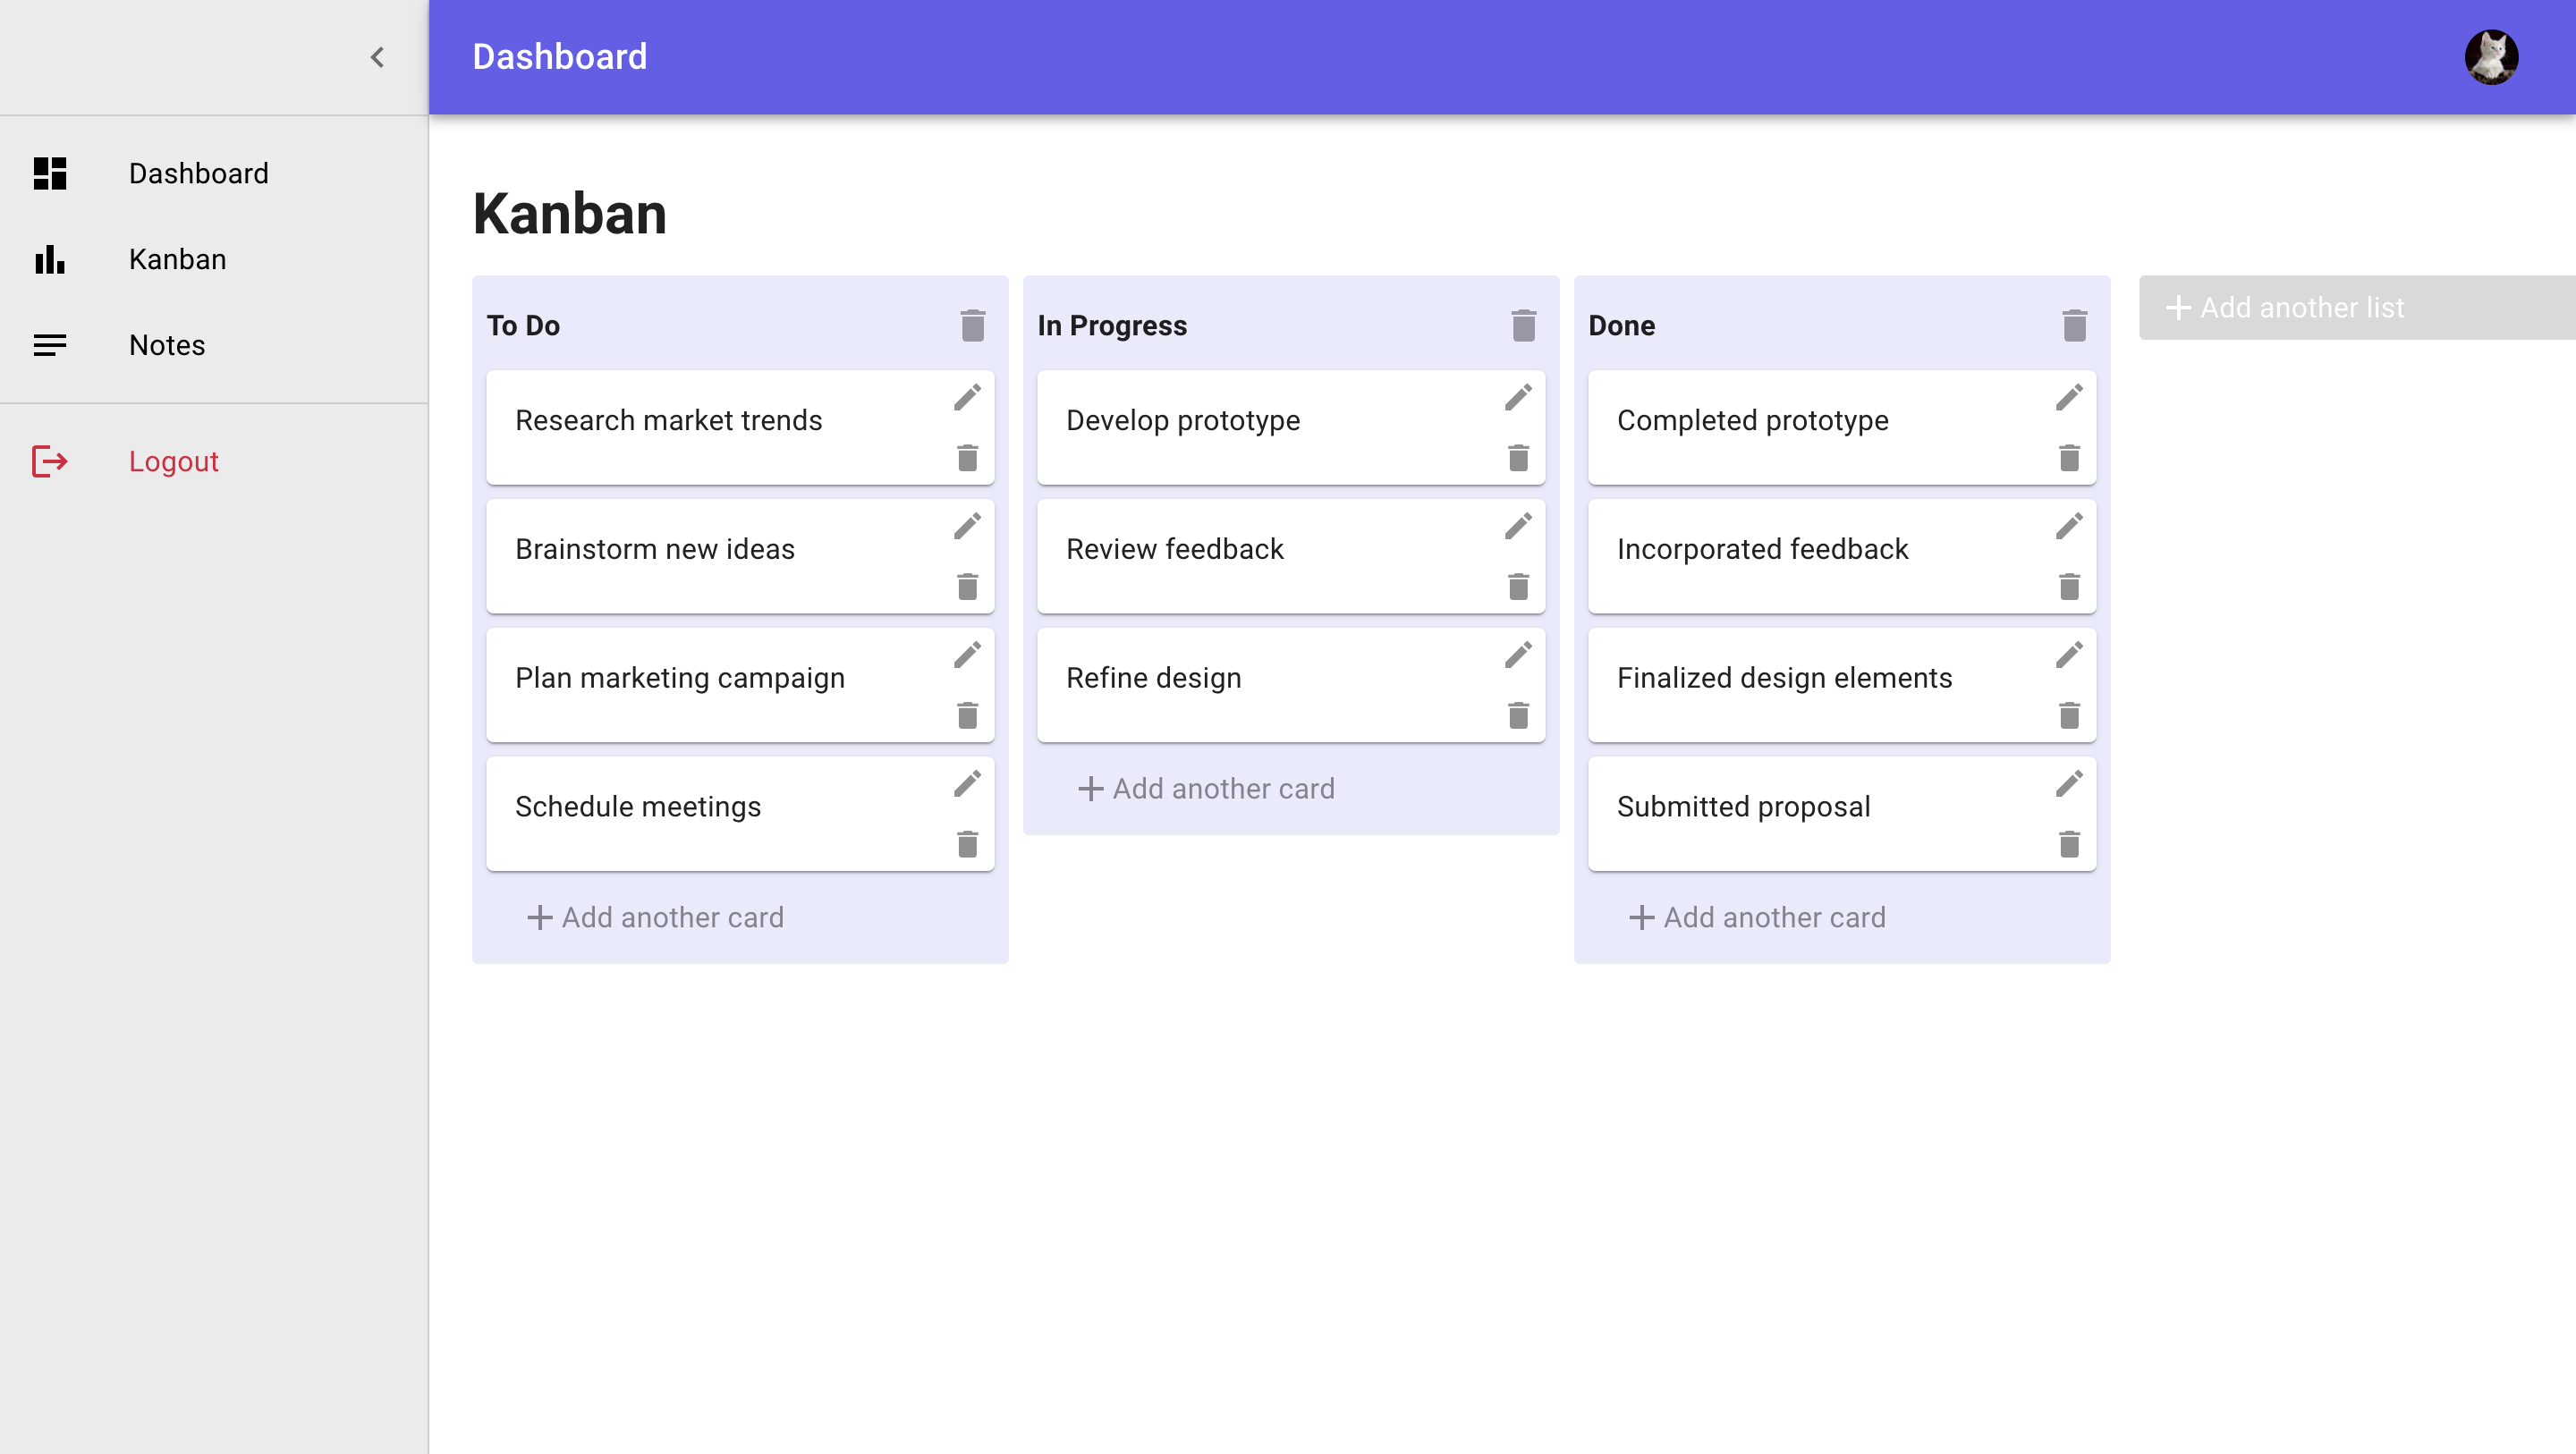 Dashboard
Dashboard
Kanban
Notes
Logout
Kanban
To Do
Research market trends
Brainstorm new ideas
Plan marketing campaign
Schedule meetings
Add another card
In Progress
Develop prototype
Review feedback
Refine design
Add another card
Done
Completed prototype
Incorporated feedback
Finalized design elements
Submitted proposal
Add another card
Add another list